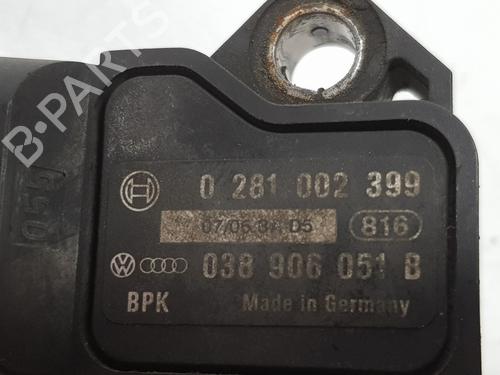 B-PARTS
0 281 002 399
816
038 906 051 B
BPK Made in Germany